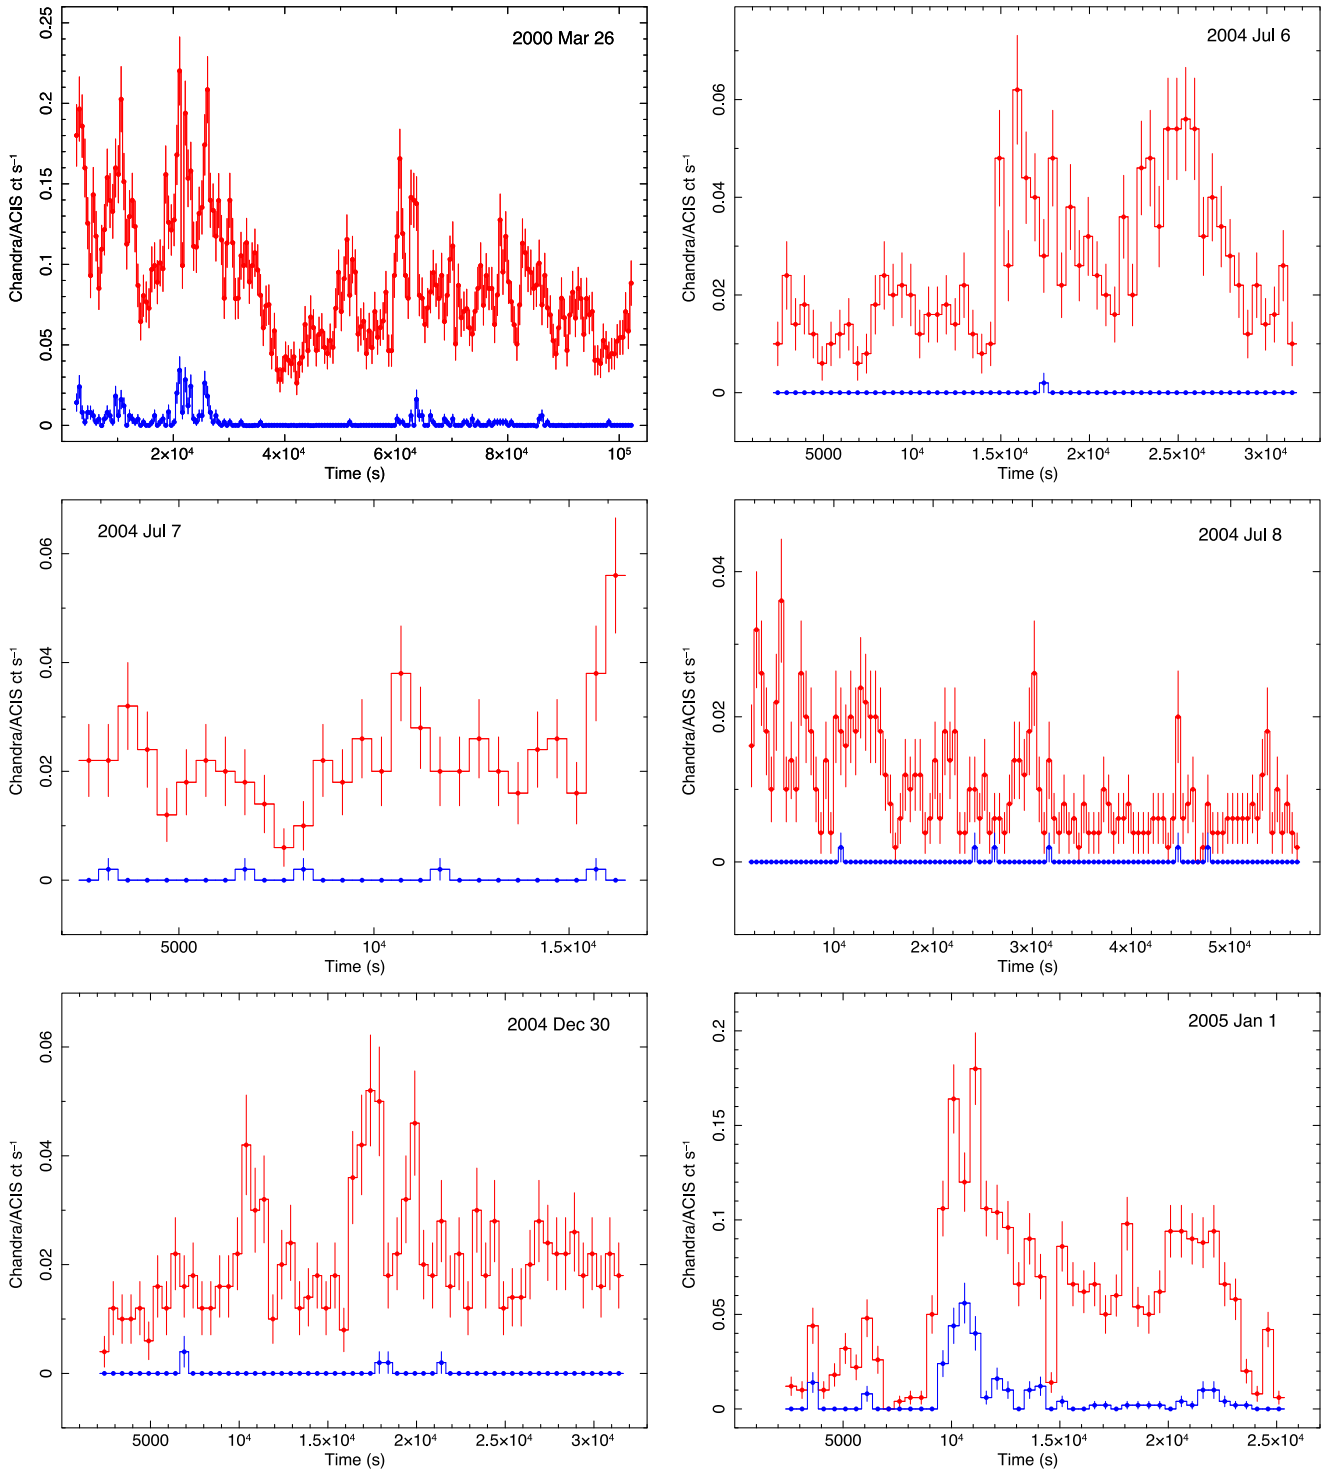 2000 Mar 26
Chandra/ACIS ct s⁻¹
0 0.05 0.1 0.15 0.2 0.25
2×10⁴ 4×10⁴ 6×10⁴ 8×10⁴ 10⁵
Time (s)
2004 Jul 6
Chandra/ACIS ct s⁻¹
0 0.02 0.04 0.06
5000 10⁴ 1.5×10⁴ 2×10⁴ 2.5×10⁴ 3×10⁴
Time (s)
2004 Jul 7
Chandra/ACIS ct s⁻¹
0 0.02 0.04 0.06
5000 10⁴ 1.5×10⁴
Time (s)
2004 Jul 8
Chandra/ACIS ct s⁻¹
0 0.02 0.04
10⁴ 2×10⁴ 3×10⁴ 4×10⁴ 5×10⁴
Time (s)
2004 Dec 30
Chandra/ACIS ct s⁻¹
0 0.02 0.04 0.06
5000 10⁴ 1.5×10⁴ 2×10⁴ 2.5×10⁴ 3×10⁴
Time (s)
2005 Jan 1
Chandra/ACIS ct s⁻¹
0 0.05 0.1 0.15 0.2
5000 10⁴ 1.5×10⁴ 2×10⁴ 2.5×10⁴
Time (s)